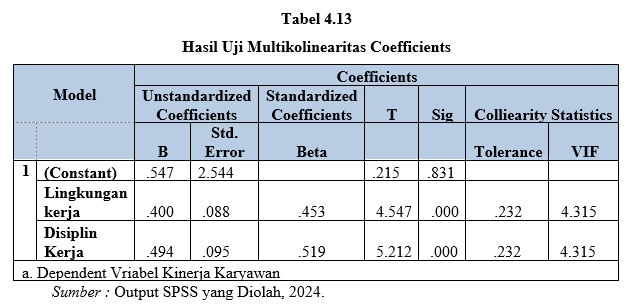 Tabel 4.13
Hasil Uji Multikolinearitas Coefficients
Model Coefficients
Unstandardized Coefficients Standardized Coefficients T Sig Colliearity Statistics
B Std. Error Beta Tolerance VIF
1 (Constant) .547 2.544 .215 .831
Lingkungan kerja .400 .088 .453 4.547 .000 .232 4.315
Disiplin Kerja .494 .095 .519 5.212 .000 .232 4.315
a. Dependent Vriabel Kinerja Karyawan
Sumber : Output SPSS yang Diolah, 2024.